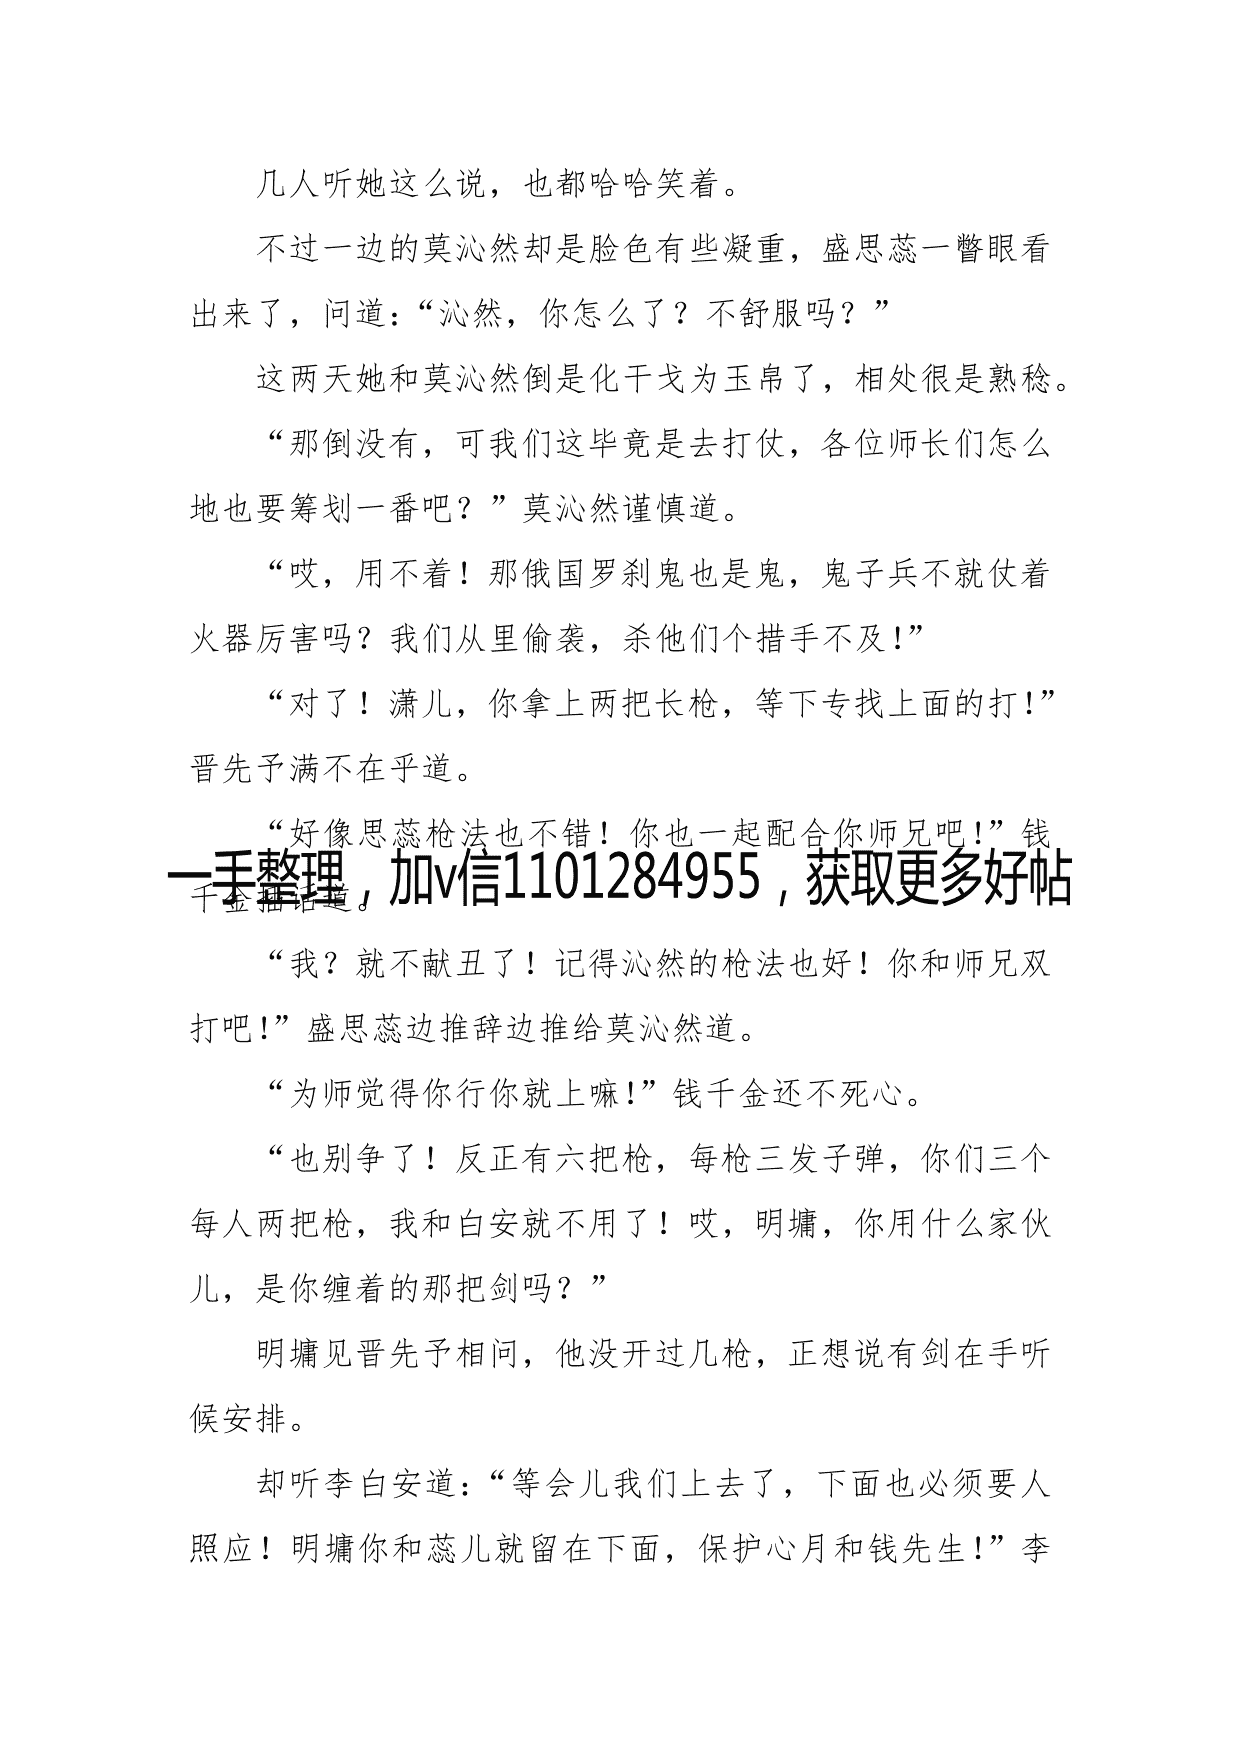 几人听她这么说，也都哈哈笑着。
不过一边的莫沁然却是脸色有些凝重，盛思蕊一瞥眼看
出来了，问道：“沁然，你怎么了？不舒服吗？”
这两天她和莫沁然倒是化干戈为玉帛了，相处很是熟稔。
“那倒没有，可我们这毕竟是去打仗，各位师长们怎么
地也要筹划一番吧？”莫沁然谨慎道。
“哎，用不着！那俄国罗刹鬼也是鬼，鬼子兵不就仗着
火器厉害吗？我们从里偷袭，杀他们个措手不及！”
“对了！潇儿，你拿上两把长枪，等下专找上面的打！”
晋先予满不在乎道。
“好像思蕊枪法也不错！你也一起配合你师兄吧！”钱
一手整理，加v信1101284955，获取更多好帖
千金插话道。
“我？就不献丑了！记得沁然的枪法也好！你和师兄双
打吧！”盛思蕊边推辞边推给莫沁然道。
“为师觉得你行你就上嘛！”钱千金还不死心。
“也别争了！反正有六把枪，每枪三发子弹，你们三个
每人两把枪，我和白安就不用了！哎，明墉，你用什么家伙
儿，是你缠着的那把剑吗？”
明墉见晋先予相问，他没开过几枪，正想说有剑在手听
候安排。
却听李白安道：“等会儿我们上去了，下面也必须要人
照应！明墉你和蕊儿就留在下面，保护心月和钱先生！”李